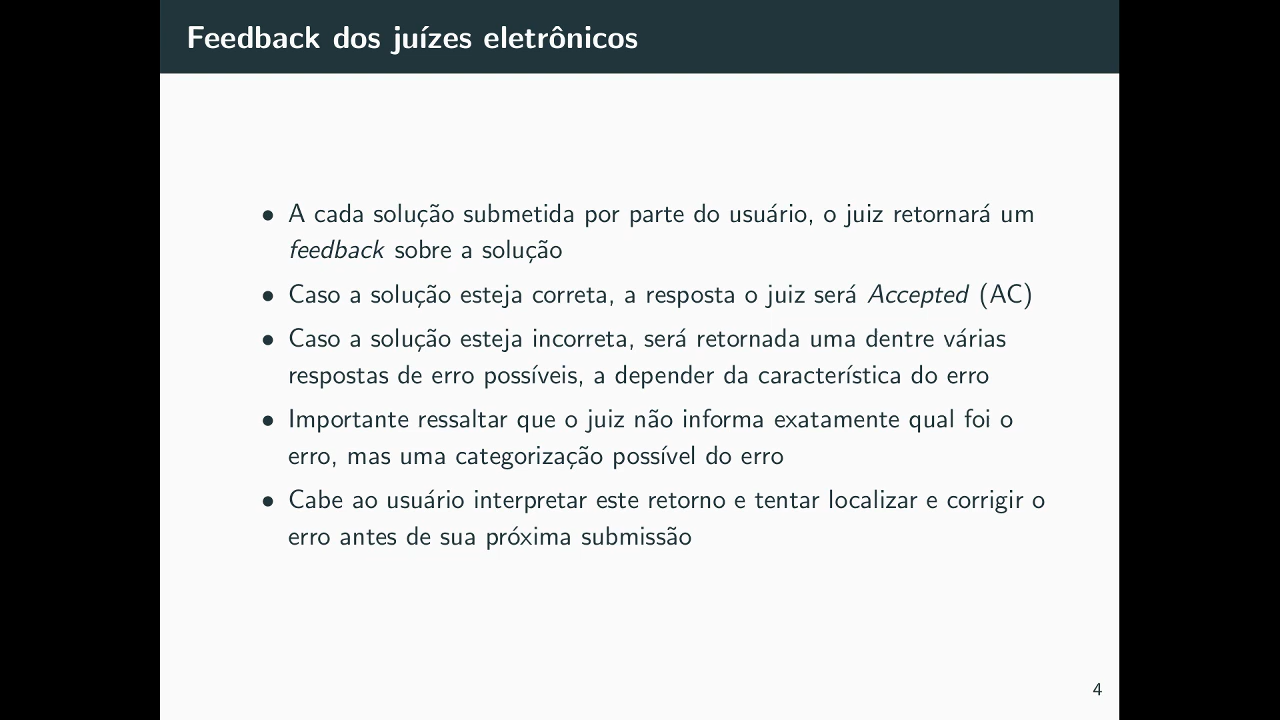 Feedback dos juízes eletrônicos
• A cada solução submetida por parte do usuário, o juiz retornará um
feedback sobre a solução
• Caso a solução esteja correta, a resposta o juiz será Accepted (AC)
• Caso a solução esteja incorreta, será retornada uma dentre várias
respostas de erro possíveis, a depender da característica do erro
• Importante ressaltar que o juiz não informa exatamente qual foi o
erro, mas uma categorização possível do erro
• Cabe ao usuário interpretar este retorno e tentar localizar e corrigir o
erro antes de sua próxima submissão
4